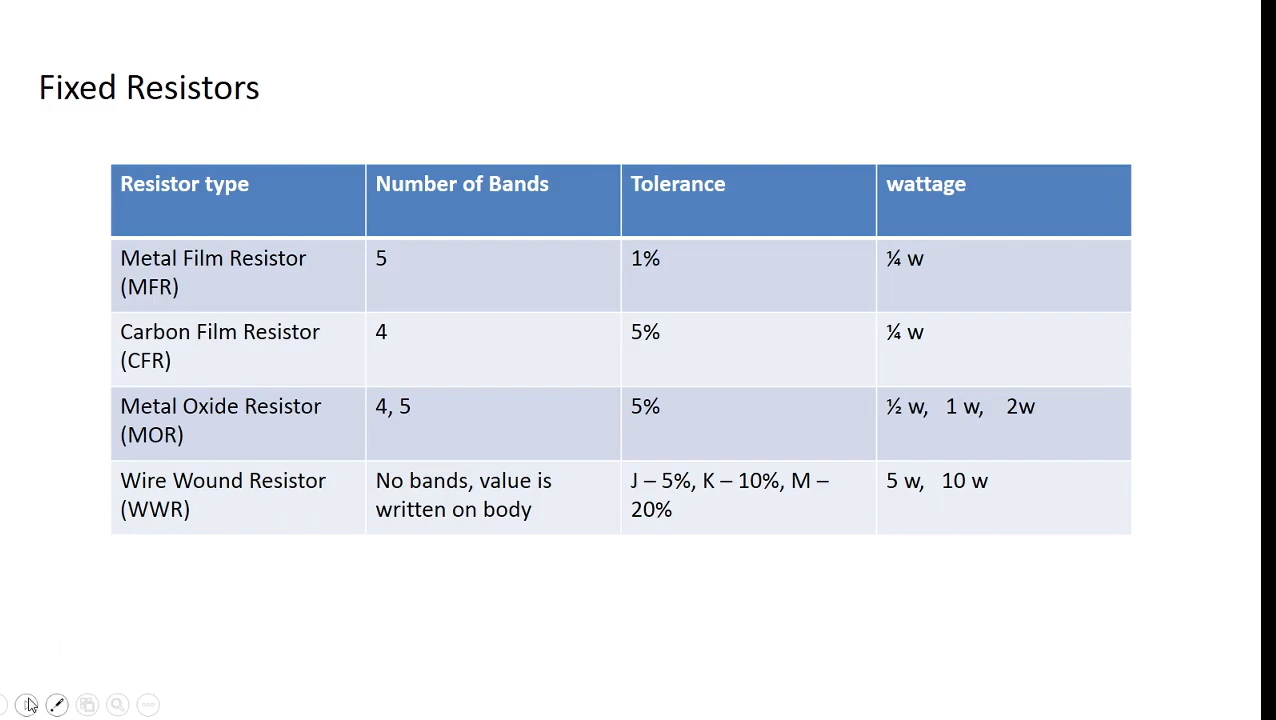 Fixed Resistors
Resistor type Number of Bands Tolerance wattage
Metal Film Resistor 5 1% ¼ w
(MFR)
Carbon Film Resistor 4 5% ¼ w
(CFR)
Metal Oxide Resistor 4, 5 5% ½ w, 1 w, 2w
(MOR)
Wire Wound Resistor No bands, value is J – 5%, K – 10%, M – 5 w, 10 w
(WWR) written on body 20%